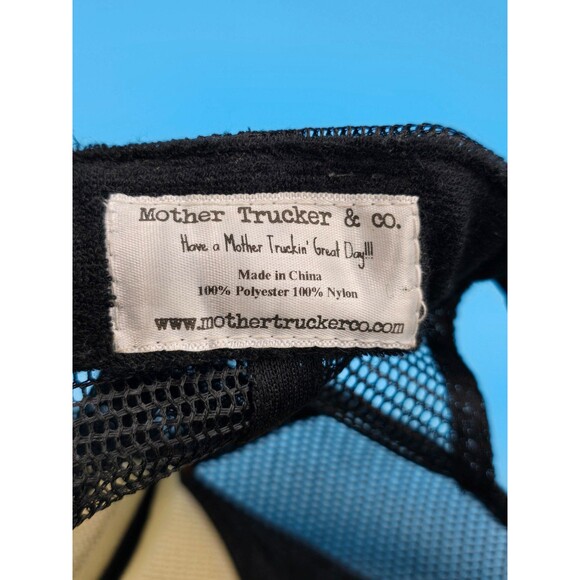 Mother Trucker & co.
Have a Mother Truckin' Great Day!!!
Made in China
100% Polyester 100% Nylon
www.mothertruckerco.com